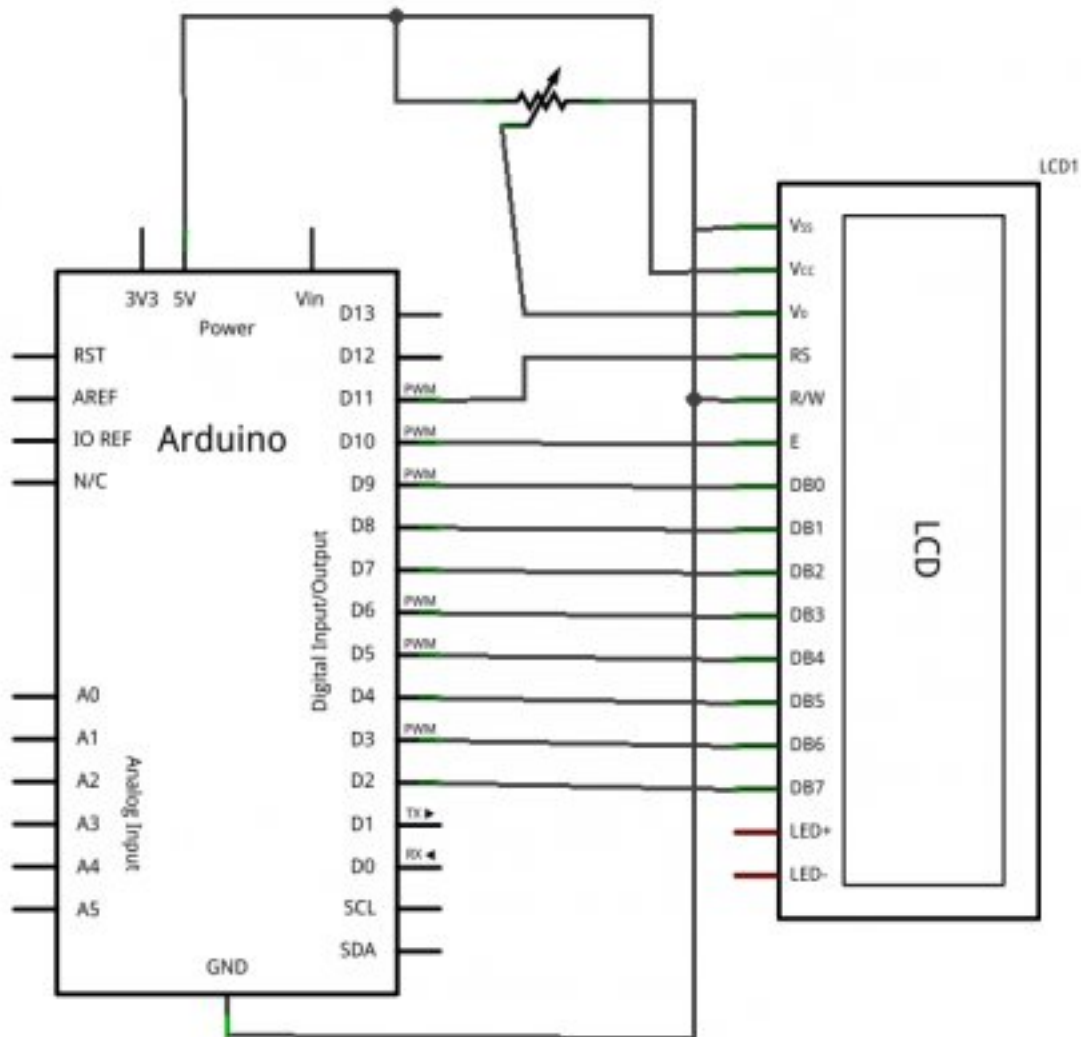 LCD1
3V3 5V Vin
Power
RST
AREF
IO REF
N/C
Arduino
A0
A1
A2
A3
A4
A5
Analog Input
Digital Input/Output
D13
D12
D11 PWM
D10 PWM
D9 PWM
D8
D7
D6 PWM
D5 PWM
D4
D3 PWM
D2
D1 TX
D0 RX
SCL
SDA
GND
Vss
Vcc
V0
RS
R/W
E
DB0
DB1
DB2
DB3
DB4
DB5
DB6
DB7
LED+
LED-
LCD